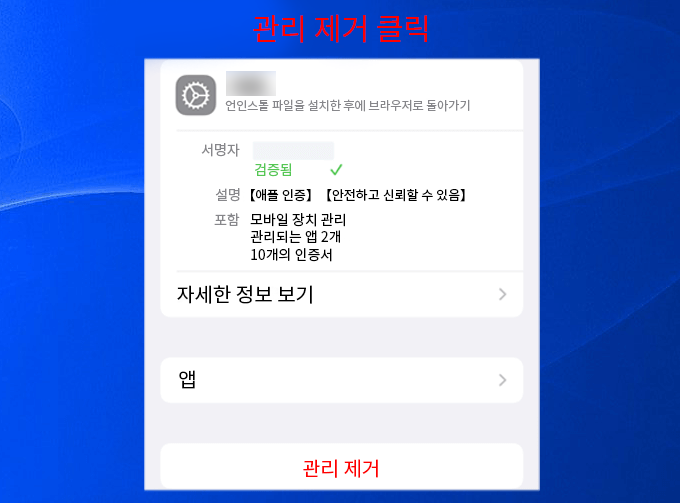 관리 제거 클릭
언인스톨 파일을 설치한 후에 브라우저로 돌아가기
서명자
검증됨
설명 【애플 인증】【안전하고 신뢰할 수 있음】
포함 모바일 장치 관리
관리되는 앱 2개
10개의 인증서
자세한 정보 보기
앱
관리 제거